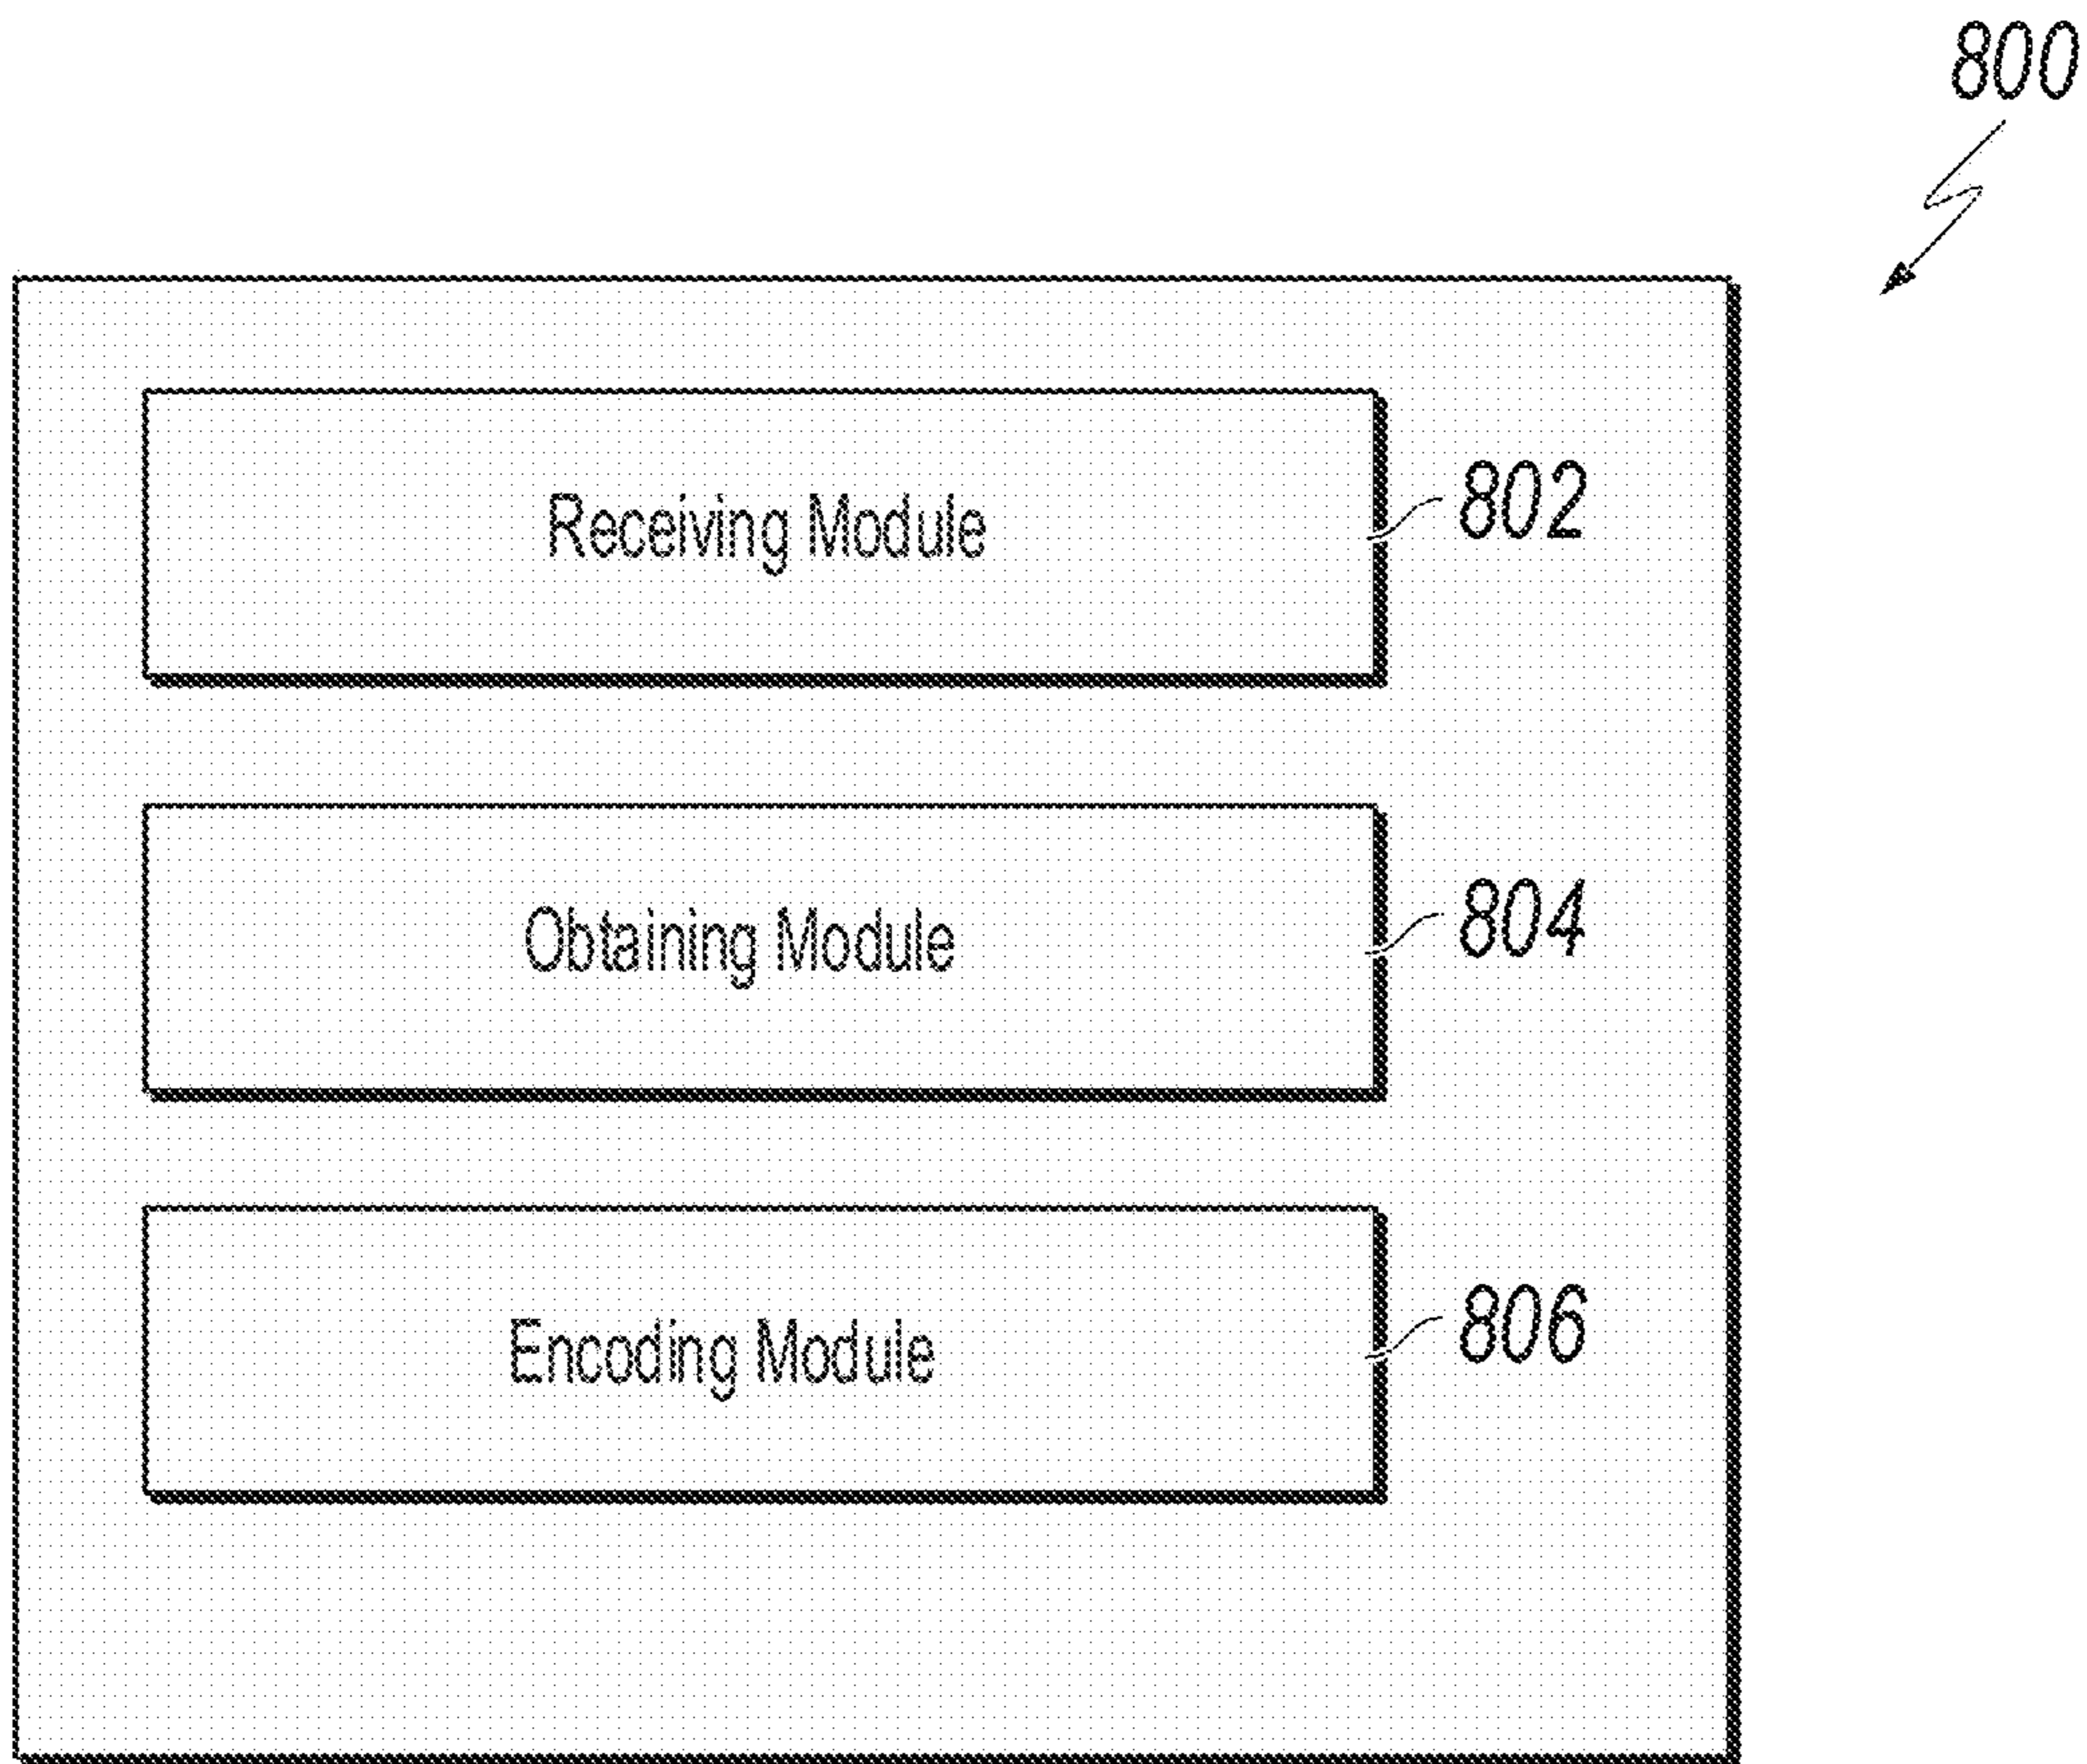 800
Receiving Module 802
Obtaining Module 804
Encoding Module 806